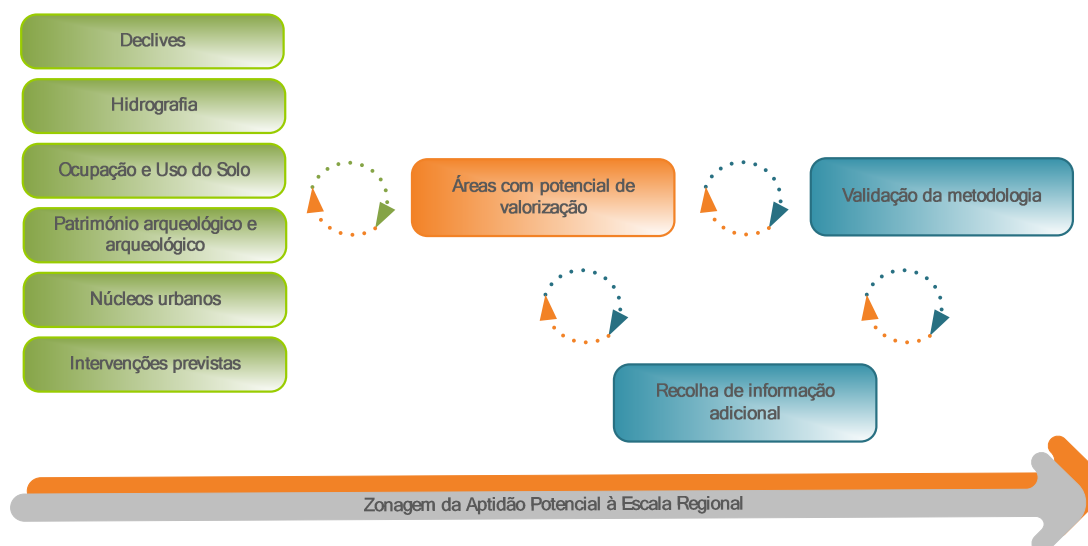 Declives
Hidrografia
Ocupação e Uso do Solo
Património arqueológico e
arqueológico
Núcleos urbanos
Intervenções previstas
Áreas com potencial de
valorização
Validação da metodologia
Recolha de informação
adicional
Zonagem da Aptidão Potencial à Escala Regional